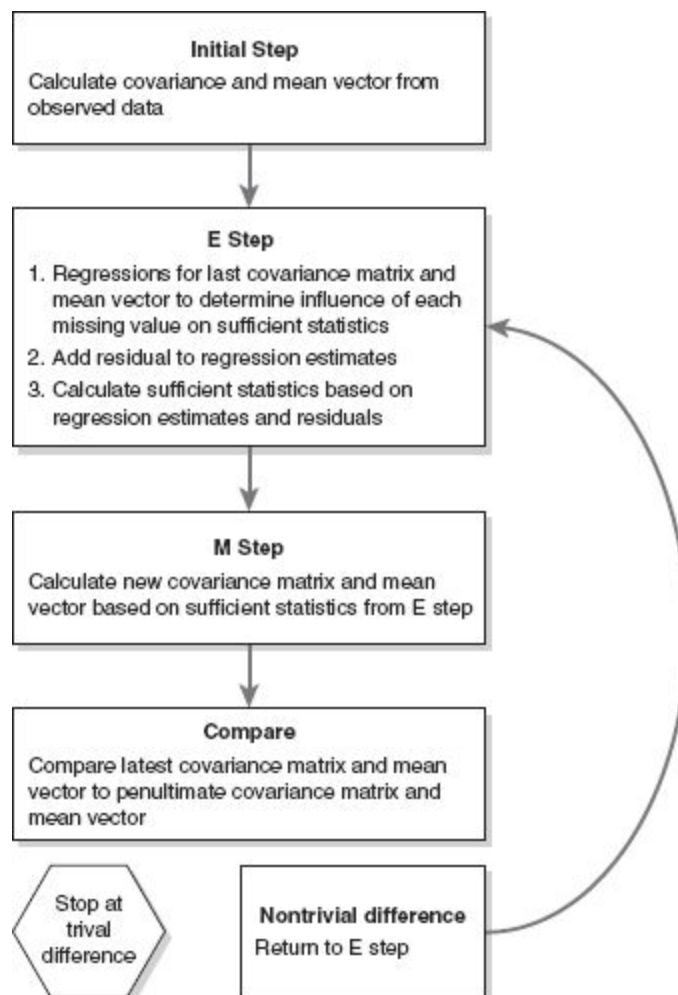 Initial Step
Calculate covariance and mean vector from
observed data
E Step
1. Regressions for last covariance matrix and
mean vector to determine influence of each
missing value on sufficient statistics
2. Add residual to regression estimates
3. Calculate sufficient statistics based on
regression estimates and residuals
M Step
Calculate new covariance matrix and mean
vector based on sufficient statistics from E step
Compare
Compare latest covariance matrix and mean
vector to penultimate covariance matrix and
mean vector
Stop at
trival
difference
Nontrivial difference
Return to E step